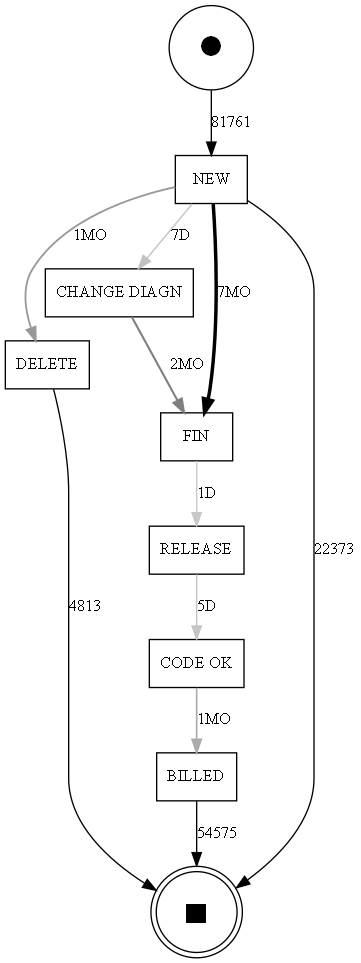 81761
NEW
1MO
7D
CHANGE DIAGN
7MO
DELETE
2MO
FIN
1D
RELEASE
4813
5D
22373
CODE OK
1MO
BILLED
54575